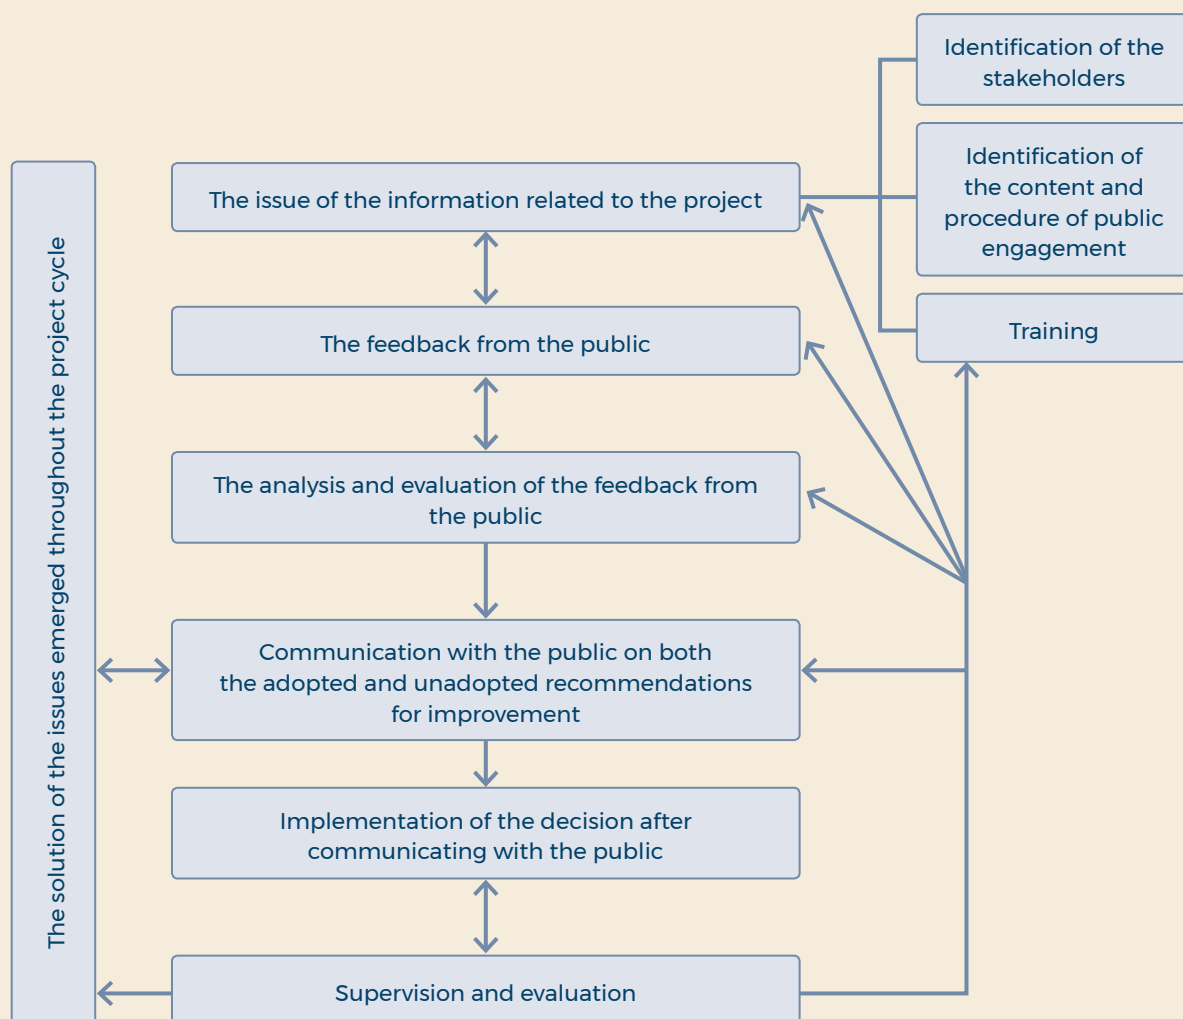 Identification of the
stakeholders
Identification of
the content and
procedure of public
engagement
Training
The solution of the issues emerged throughout the project cycle
The issue of the information related to the project
The feedback from the public
The analysis and evaluation of the feedback from
the public
Communication with the public on both
the adopted and unadopted recommendations
for improvement
Implementation of the decision after
communicating with the public
Supervision and evaluation